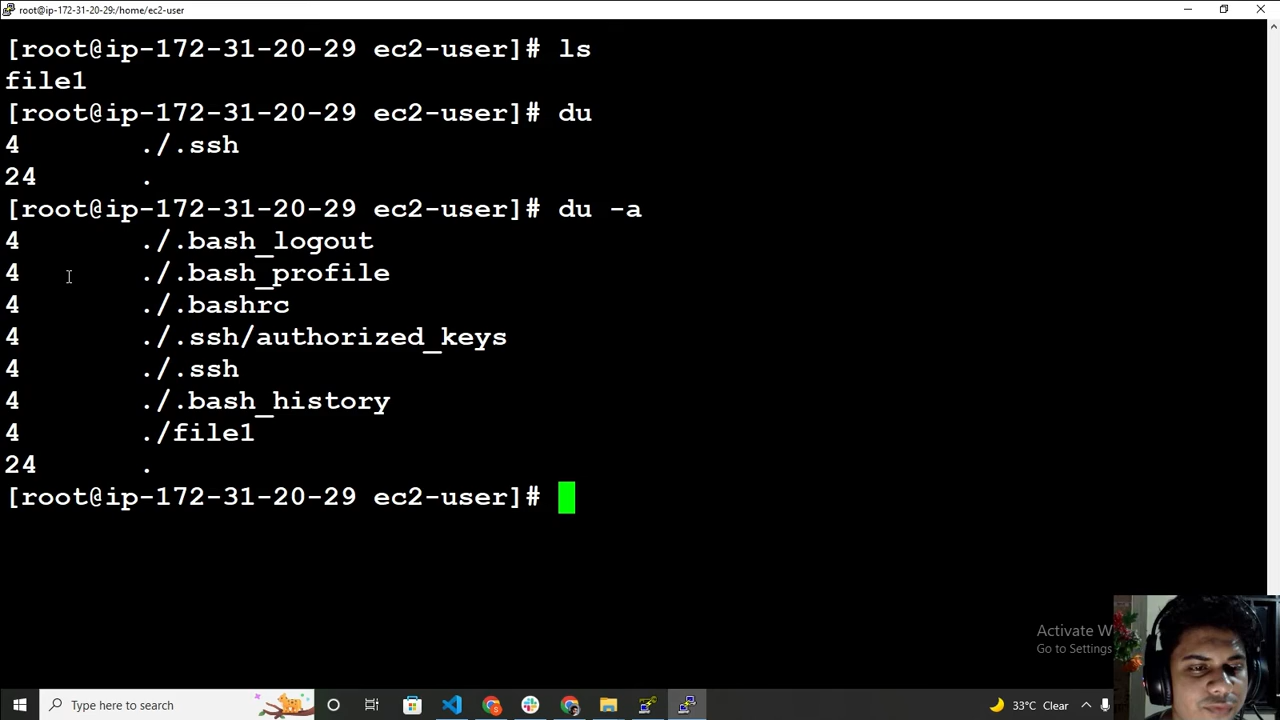 root@ip-172-31-20-29:/home/ec2-user
[root@ip-172-31-20-29 ec2-user]# ls
file1
[root@ip-172-31-20-29 ec2-user]# du
4 ./.ssh
24 .
[root@ip-172-31-20-29 ec2-user]# du -a
4 ./.bash_logout
4 ./.bash_profile
4 ./.bashrc
4 ./.ssh/authorized_keys
4 ./.ssh
4 ./.bash_history
4 ./file1
24 .
[root@ip-172-31-20-29 ec2-user]#
Activate W
Go to Settings
Type here to search
33°C Clear